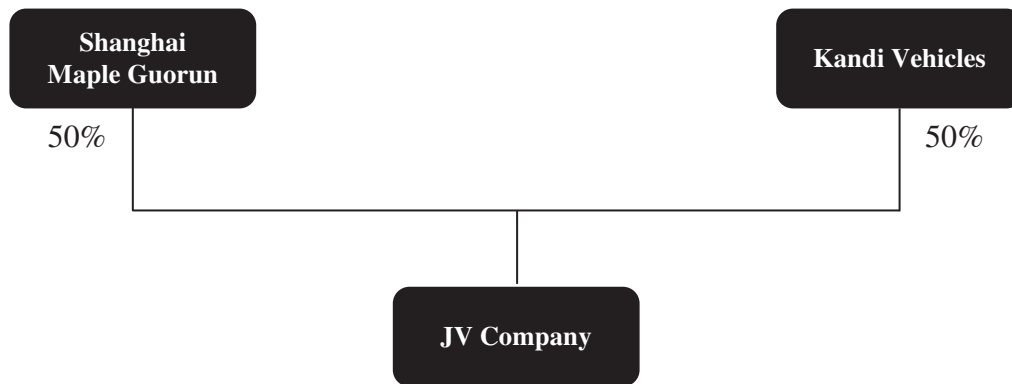 Shanghai
Maple Guorun
Kandi Vehicles
50%
50%
JV Company